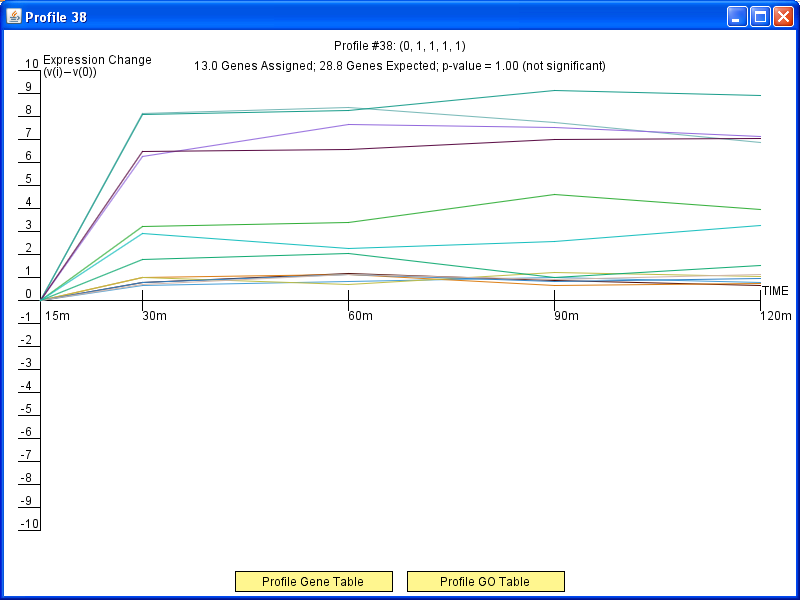 Profile 38
Profile #38: (0, 1, 1, 1, 1)
13.0 Genes Assigned; 28.8 Genes Expected; p-value = 1.00 (not significant)
Expression Change
(v(i)−v(0))
10
9
8
7
6
5
4
3
2
1
0
-1
-2
-3
-4
-5
-6
-7
-8
-9
-10
TIME
15m 30m 60m 90m 120m
Profile Gene Table Profile GO Table